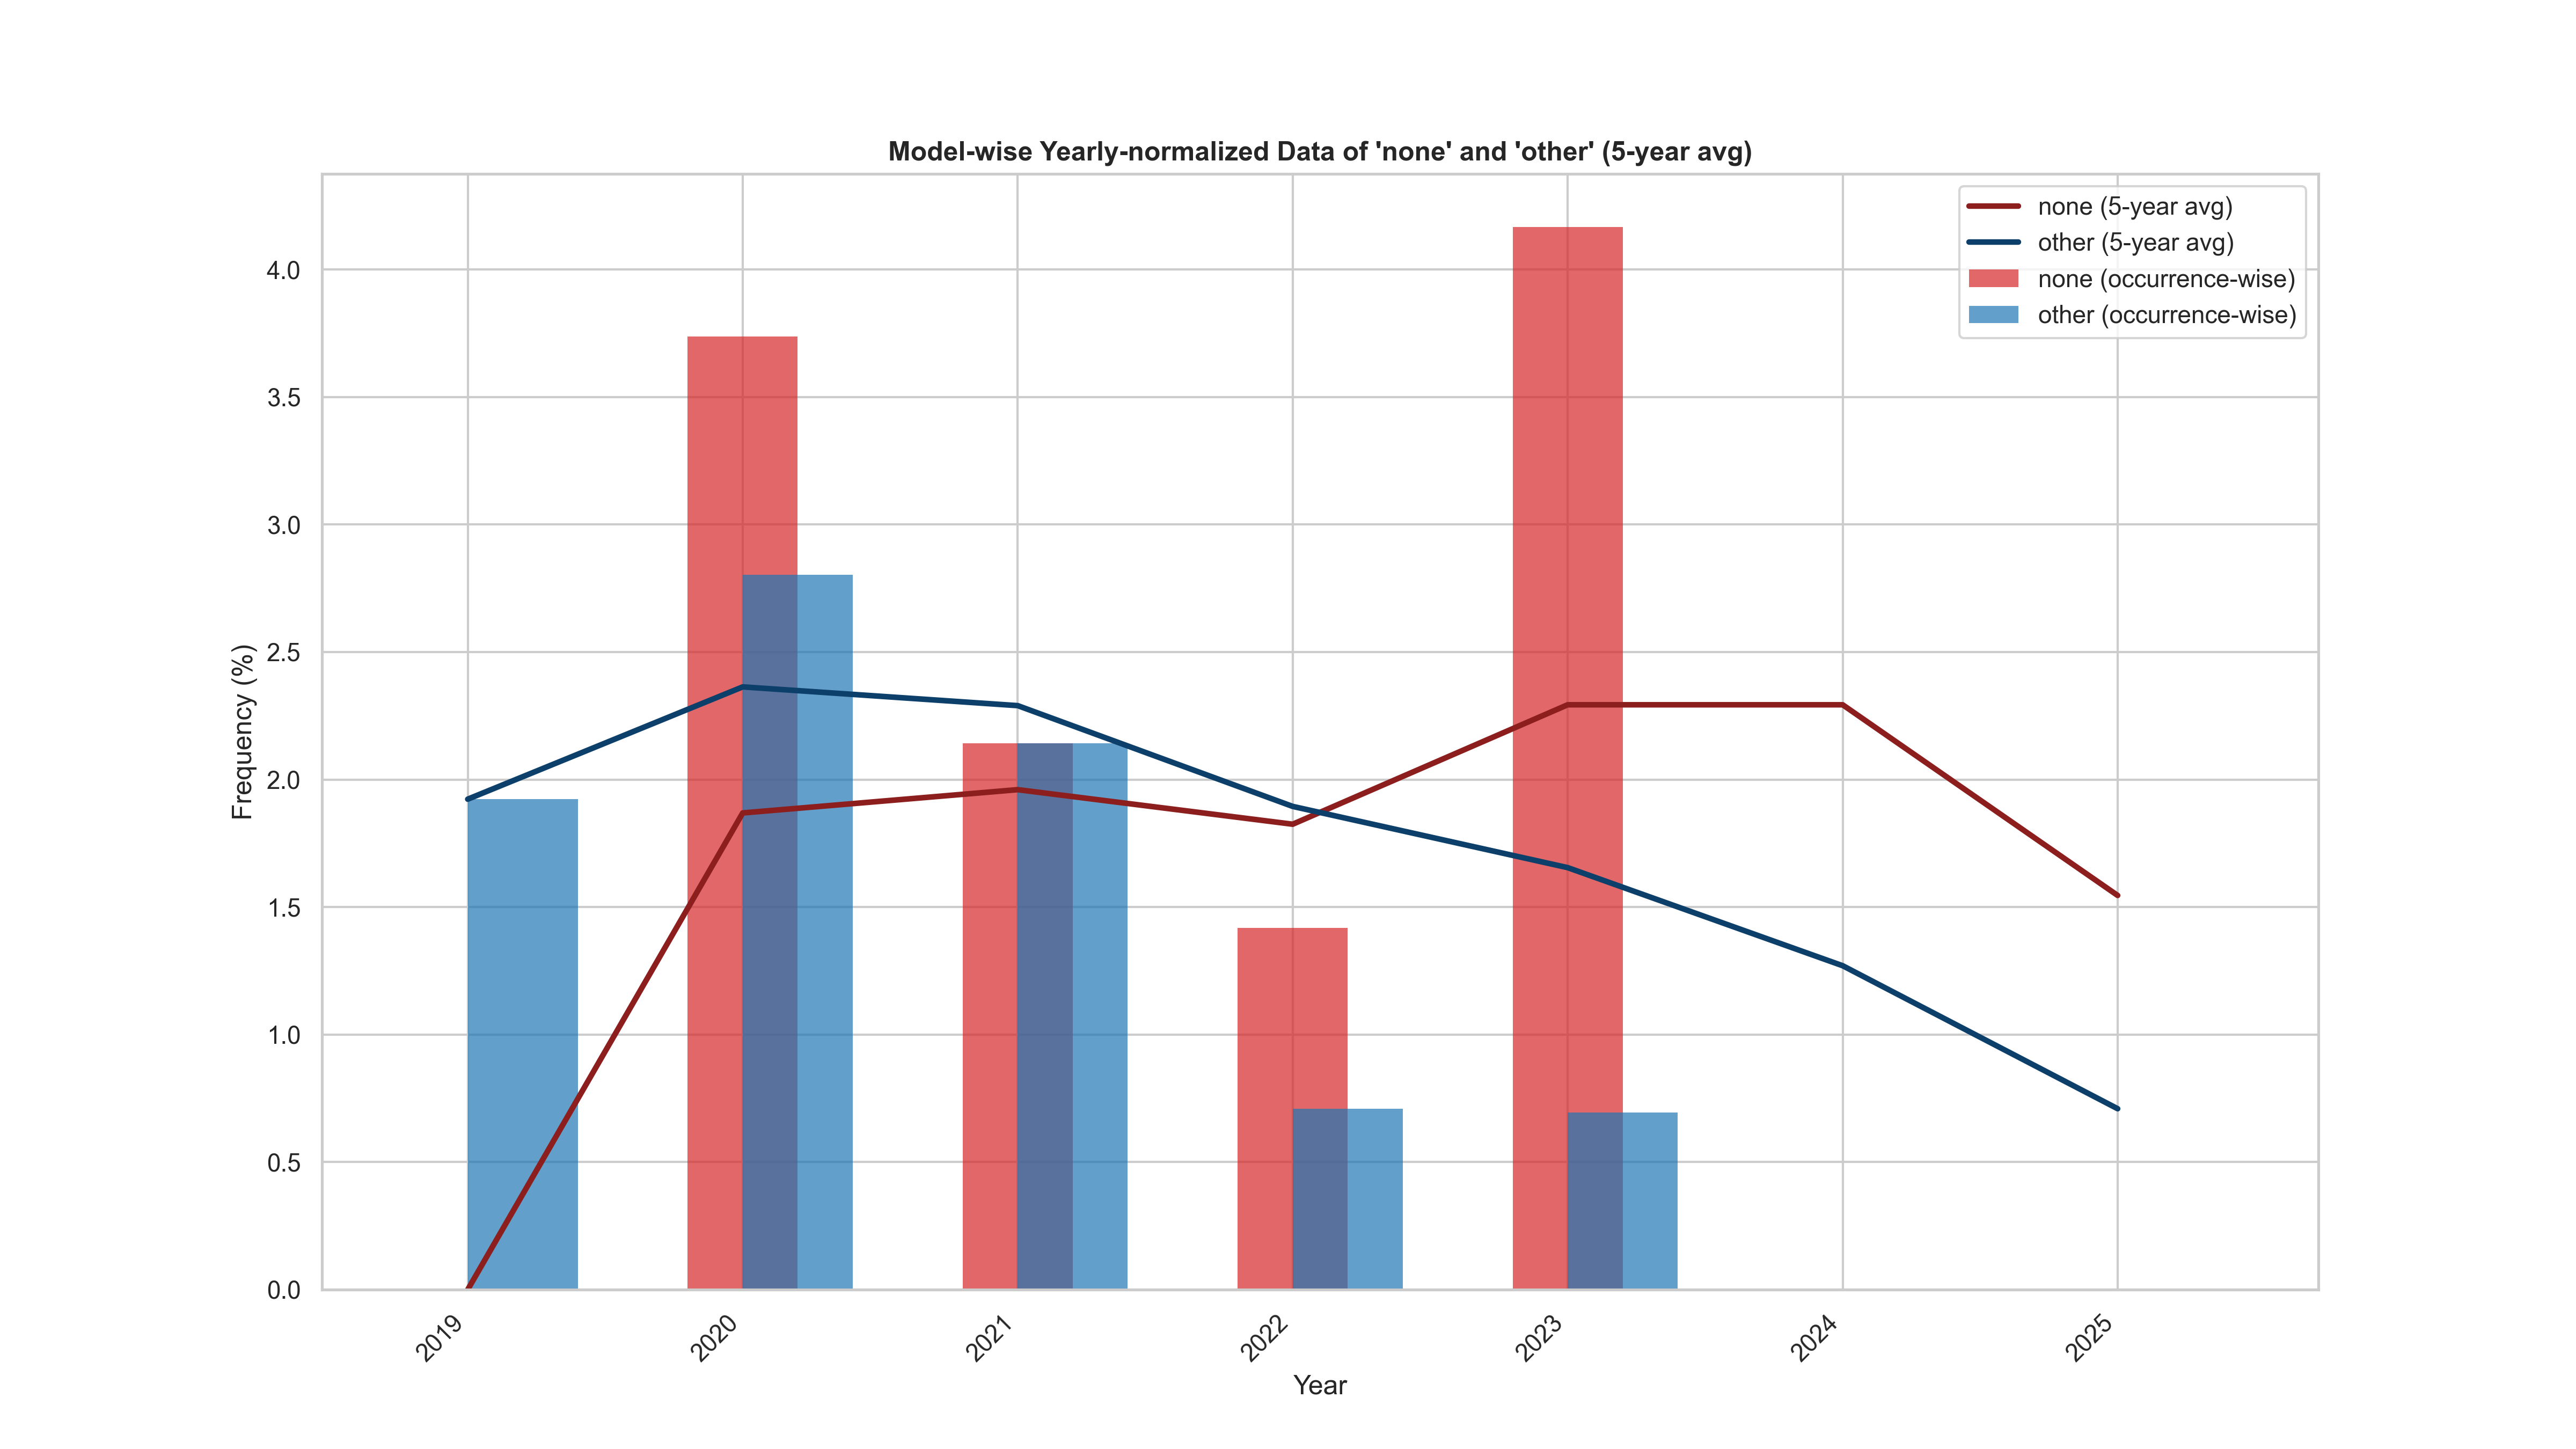 Model-wise Yearly-normalized Data of 'none' and 'other' (5-year avg)
none (5-year avg)
other (5-year avg)
none (occurrence-wise)
other (occurrence-wise)
Frequency (%)
4.0
3.5
3.0
2.5
2.0
1.5
1.0
0.5
0.0
2019
2020
2021
2022
2023
2024
2025
Year